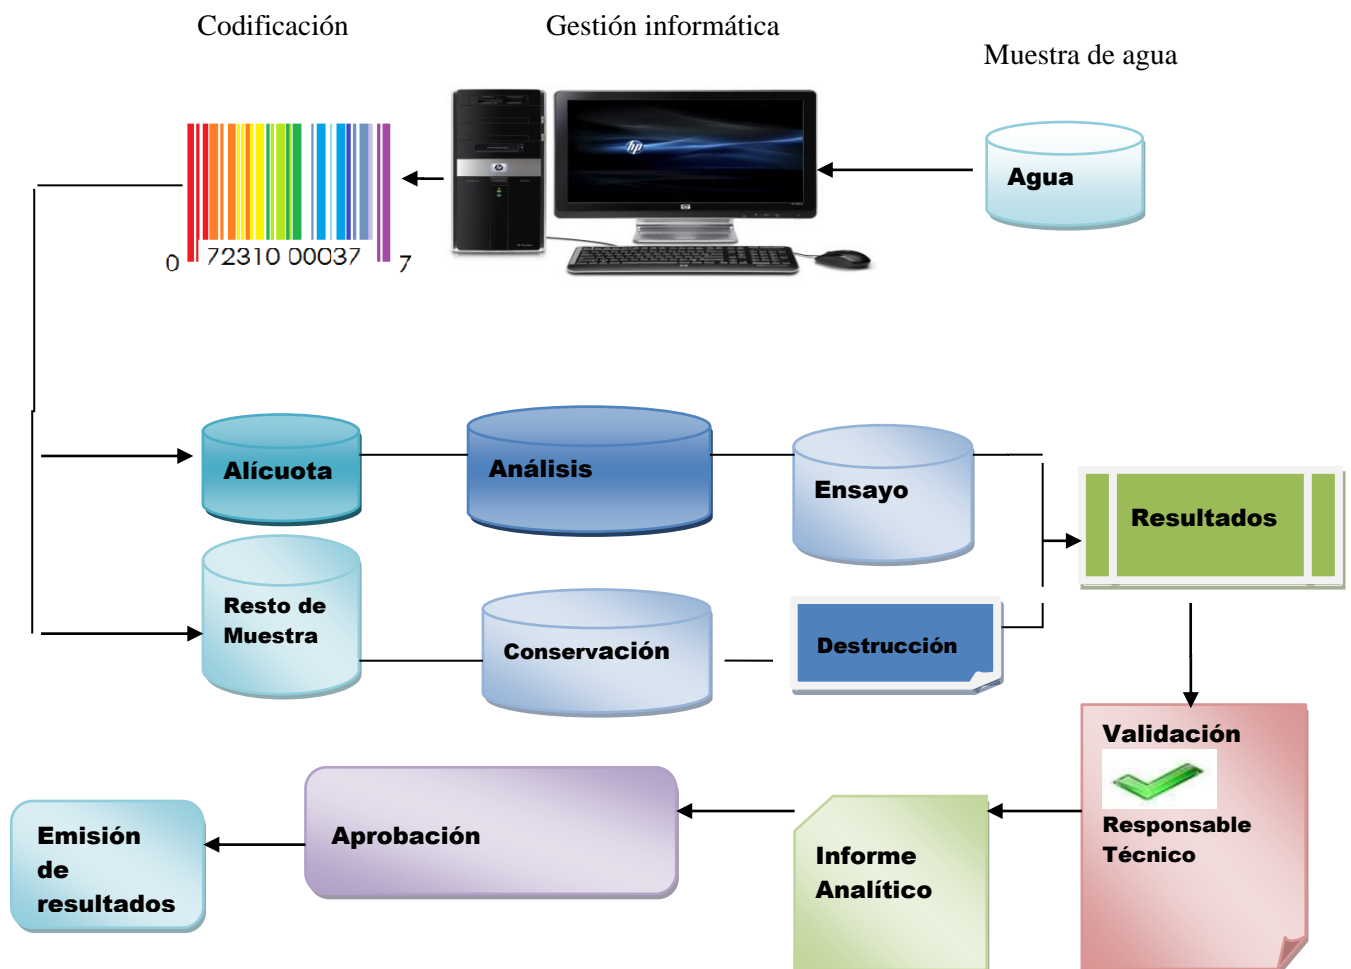 Codificación
Gestión informática
Muestra de agua
hp
Agua
0 72310 00037 7
Alícuota
Análisis
Ensayo
Resultados
Resto de
Muestra
Conservación
Destrucción
Validación
Responsable
Técnico
Informe
Analítico
Aprobación
Emisión
de
resultados